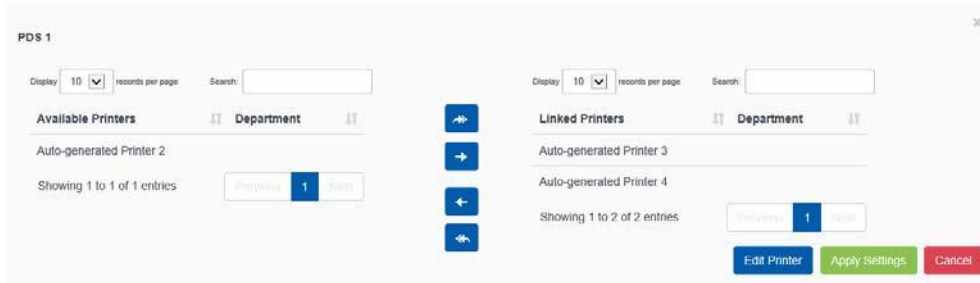 PDS 1
Display 10 records per page Search:
Available Printers Department
Auto-generated Printer 2
Showing 1 to 1 of 1 entries Previous 1 Next
Display 10 records per page Search:
Linked Printers Department
Auto-generated Printer 3
Auto-generated Printer 4
Showing 1 to 2 of 2 entries Previous 1 Next
Edit Printer Apply Settings Cancel